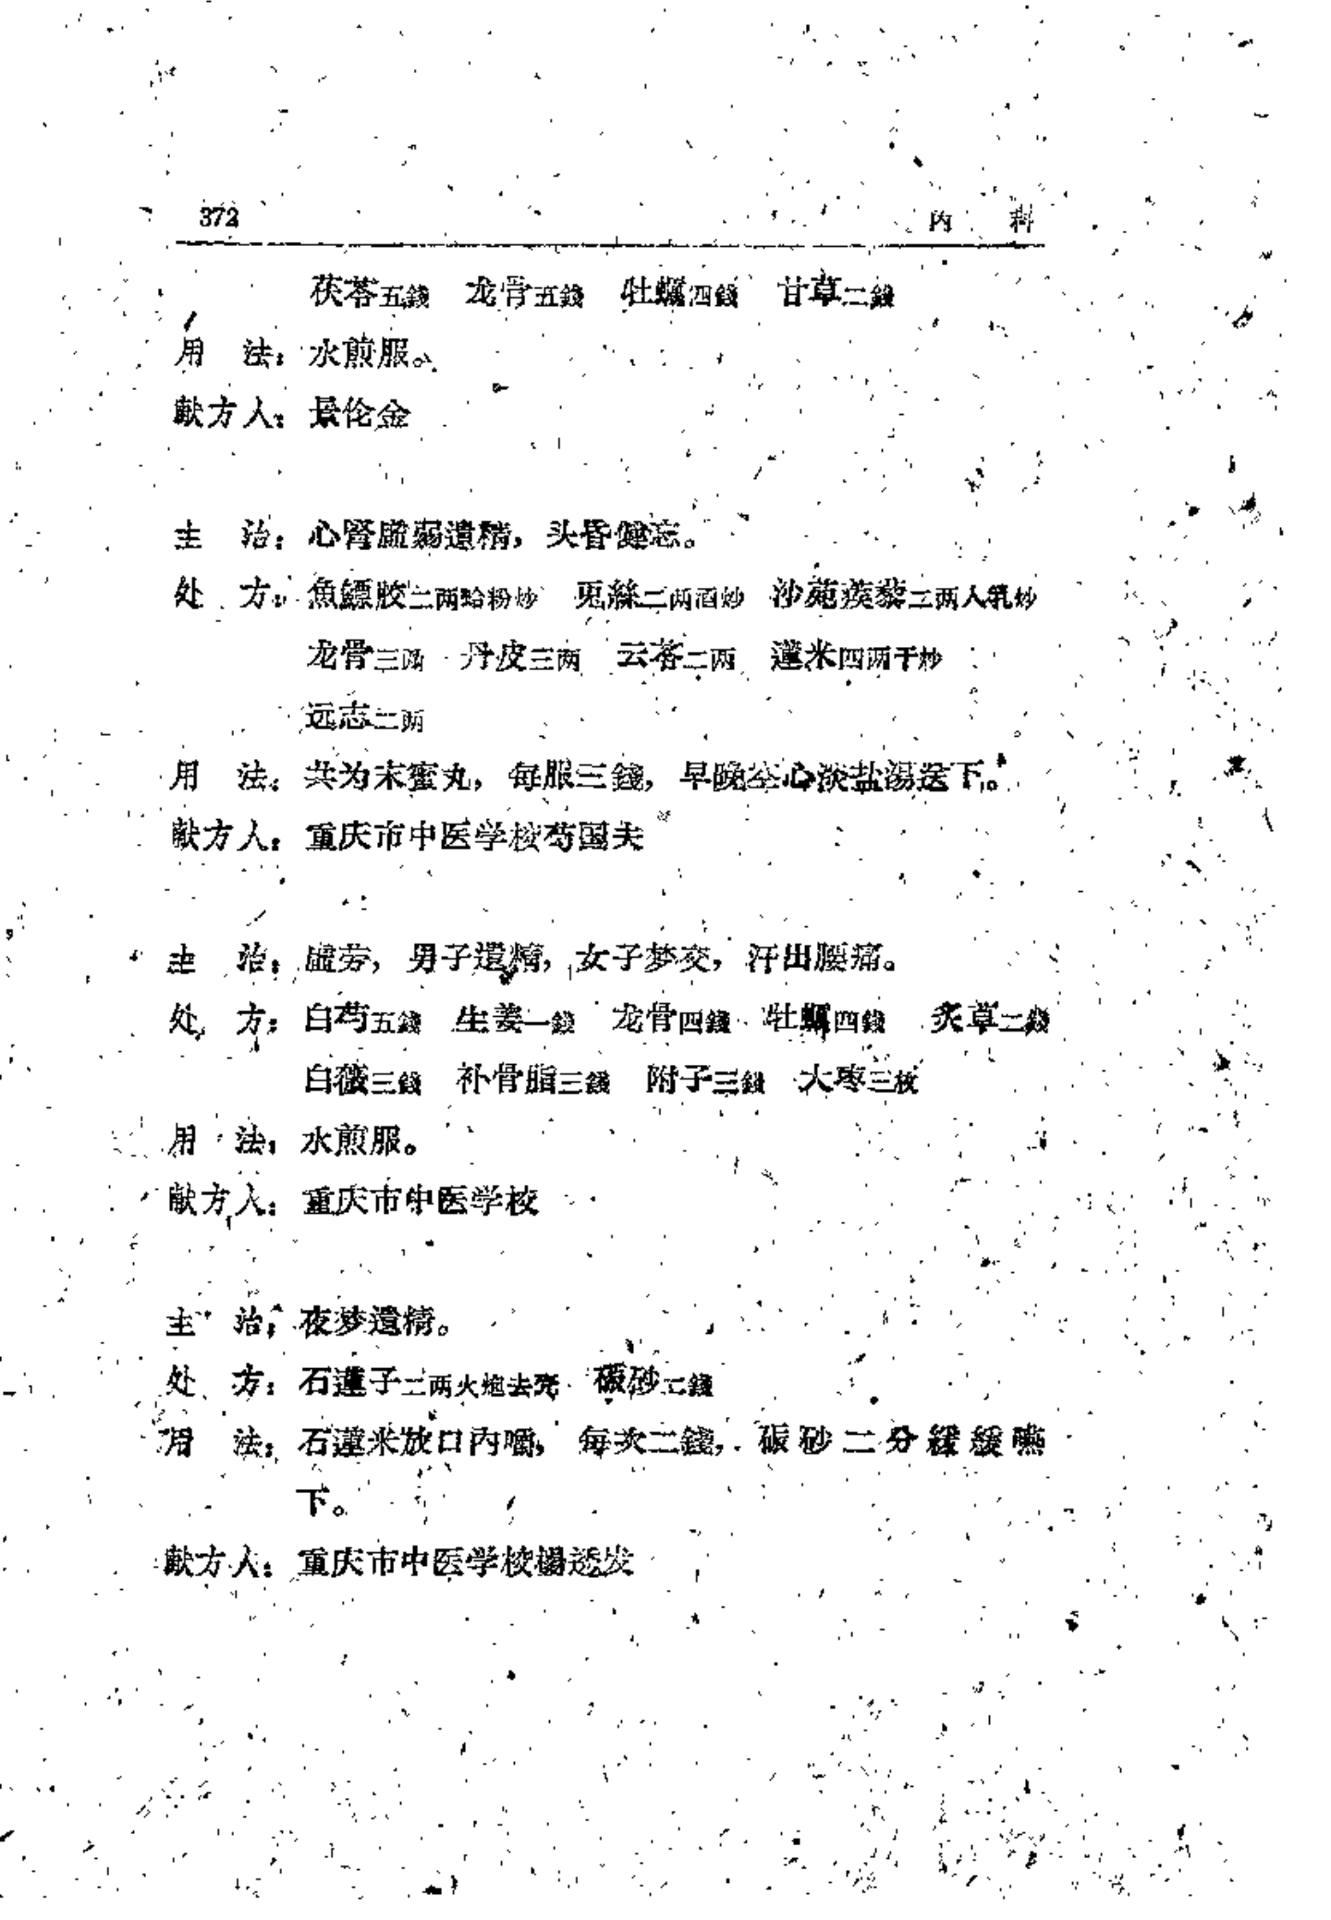 372 内 科
茯苓五錢 龙骨五錢 牡蠣四錢 甘草二錢
用 法：水煎服。
献方人：景伦金
主 治：心腎虛弱遺精，头昏健忘。
处 方：魚鰾胶二两蛤粉炒 兎絲二两酒炒 沙苑蒺藜三两人乳炒
龙骨三两 丹皮三两 云苓二两 蓮米四两干炒
远志二两
用 法：共为末蜜丸，每服三錢，早晚空心淡盐湯送下。
献方人：重庆市中医学校苟国夫
主 治：虛劳，男子遺精，女子梦交，汗出腰痛。
处 方：白芍五錢 生姜一錢 龙骨四錢 牡蠣四錢 炙草二錢
白薇三錢 补骨脂三錢 附子三錢 大枣三枚
用 法：水煎服。
献方人：重庆市中医学校
主 治：夜梦遺精。
处 方：石蓮子二两火炮去壳 硼砂二錢
用 法：石蓮米放口内嚼，每次二錢，硼砂二分緩緩嚥
下。
献方人：重庆市中医学校楊发